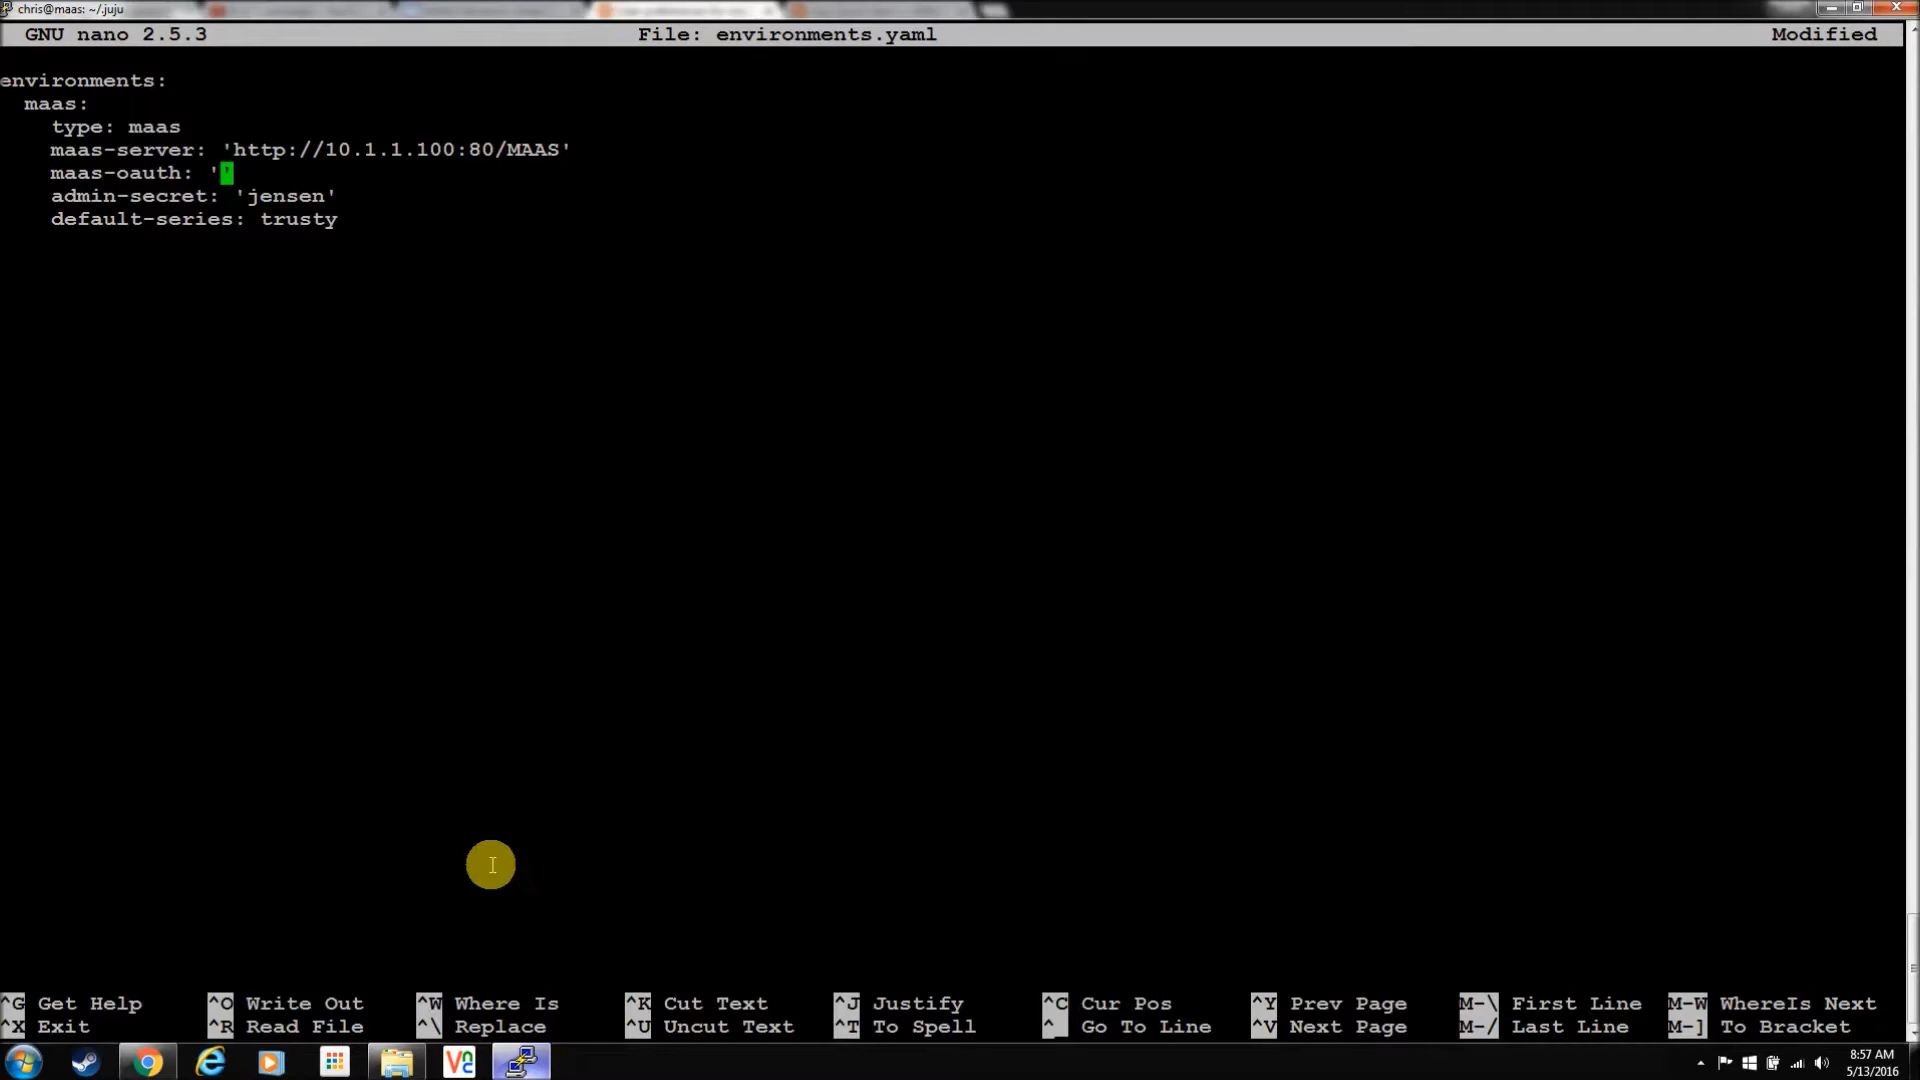 chris@maas: ~/.juju
GNU nano 2.5.3 File: environments.yaml Modified
environments:
maas:
type: maas
maas-server: 'http://10.1.1.100:80/MAAS'
maas-oauth: ''
admin-secret: 'jensen'
default-series: trusty
^G Get Help ^O Write Out ^W Where Is ^K Cut Text ^J Justify ^C Cur Pos ^Y Prev Page M-\ First Line M-W WhereIs Next
^X Exit ^R Read File ^\ Replace ^U Uncut Text ^T To Spell ^_ Go To Line ^V Next Page M-/ Last Line M-] To Bracket
8:57 AM
5/13/2016